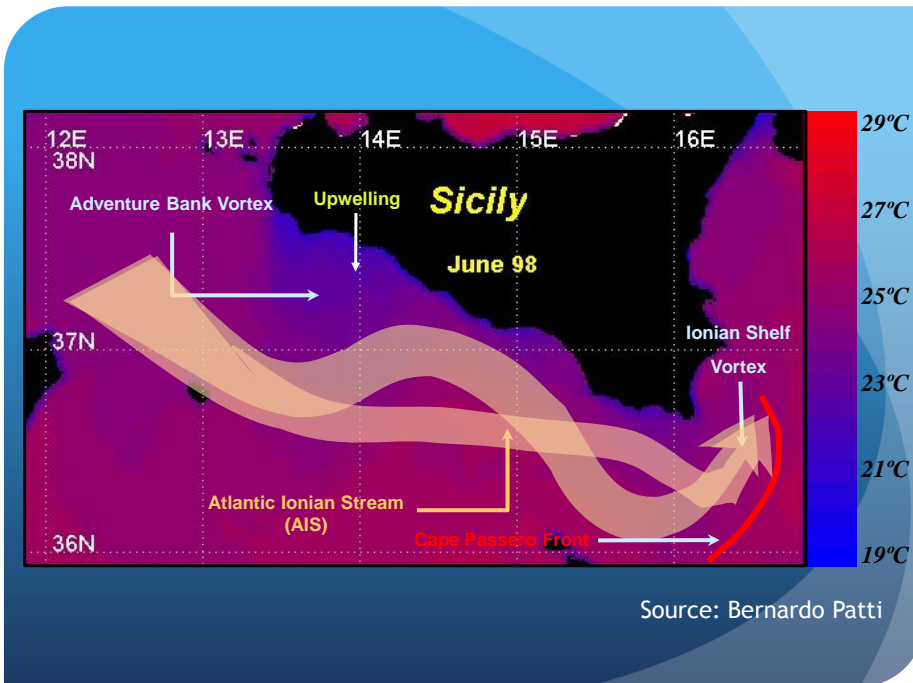 12E 13E 14E 15E 16E
38N
Adventure Bank Vortex
Upwelling
Sicily
June 98
37N
Ionian Shelf
Vortex
Atlantic Ionian Stream
(AIS)
Cape Passero Front
36N
29ºC
27ºC
25ºC
23ºC
21ºC
19ºC
Source: Bernardo Patti